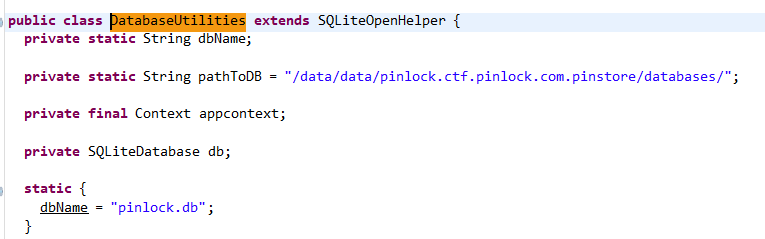 public class DatabaseUtilities extends SQLiteOpenHelper {
private static String dbName;
private static String pathToDB = "/data/data/pinlock.ctf.pinlock.com.pinstore/databases/";
private final Context appcontext;
private SQLiteDatabase db;
static {
dbName = "pinlock.db";
}